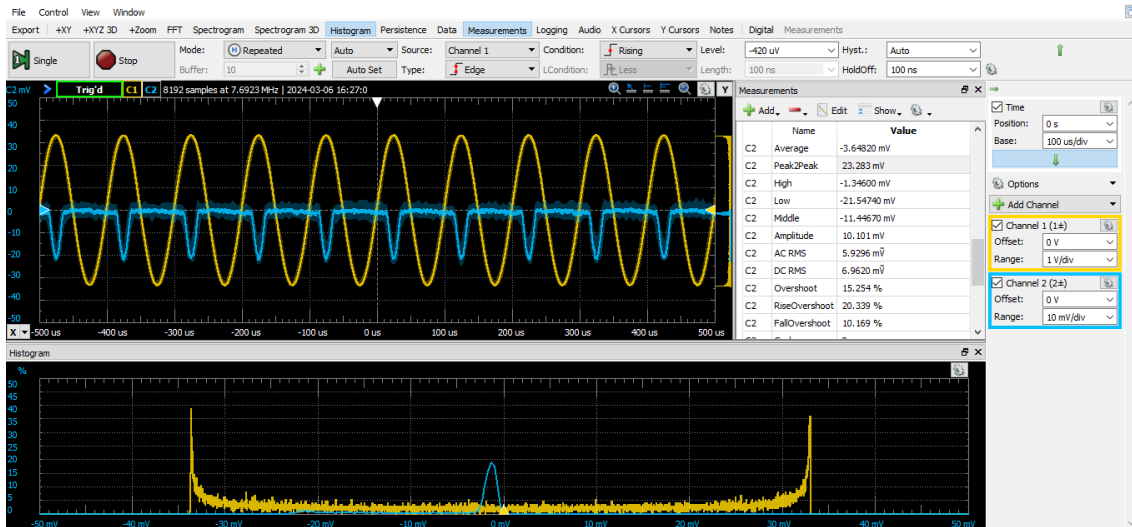 File Control View Window
Export +XY +XYZ 3D +Zoom FFT Spectrogram Spectrogram 3D Histogram Persistence Data Measurements Logging Audio X Cursors Y Cursors Notes Digital Measurements
Single Stop Mode: Repeated Auto Source: Channel 1 Condition: Rising Level: -420 uV Hyst.: Auto
Buffer: 10 Auto Set Type: Edge LCondition: Less Length: 100 ns HoldOff: 100 ns
C2 mV Trig'd C1 C2 8192 samples at 7.6923 MHz | 2024-03-06 16:27:0 Y
50
40
30
20
10
0
-10
-20
-30
-40
-50
X -500 us -400 us -300 us -200 us -100 us 0 us 100 us 200 us 300 us 400 us 500 us
Measurements
Add Edit Show
Name Value
C2 Average -3.64820 mV
C2 Peak2Peak 23.283 mV
C2 High -1.34600 mV
C2 Low -21.54740 mV
C2 Middle -11.44670 mV
C2 Amplitude 10.101 mV
C2 AC RMS 5.9296 mṼ
C2 DC RMS 6.9620 mṼ
C2 Overshoot 15.254 %
C2 RiseOvershoot 20.339 %
C2 FallOvershoot 10.169 %
Time
Position: 0 s
Base: 100 us/div
Options
Add Channel
Channel 1 (1±)
Offset: 0 V
Range: 1 V/div
Channel 2 (2±)
Offset: 0 V
Range: 10 mV/div
Histogram
%
50
45
40
35
30
25
20
15
10
5
0
-50 mV -40 mV -30 mV -20 mV -10 mV 0 mV 10 mV 20 mV 30 mV 40 mV 50 mV